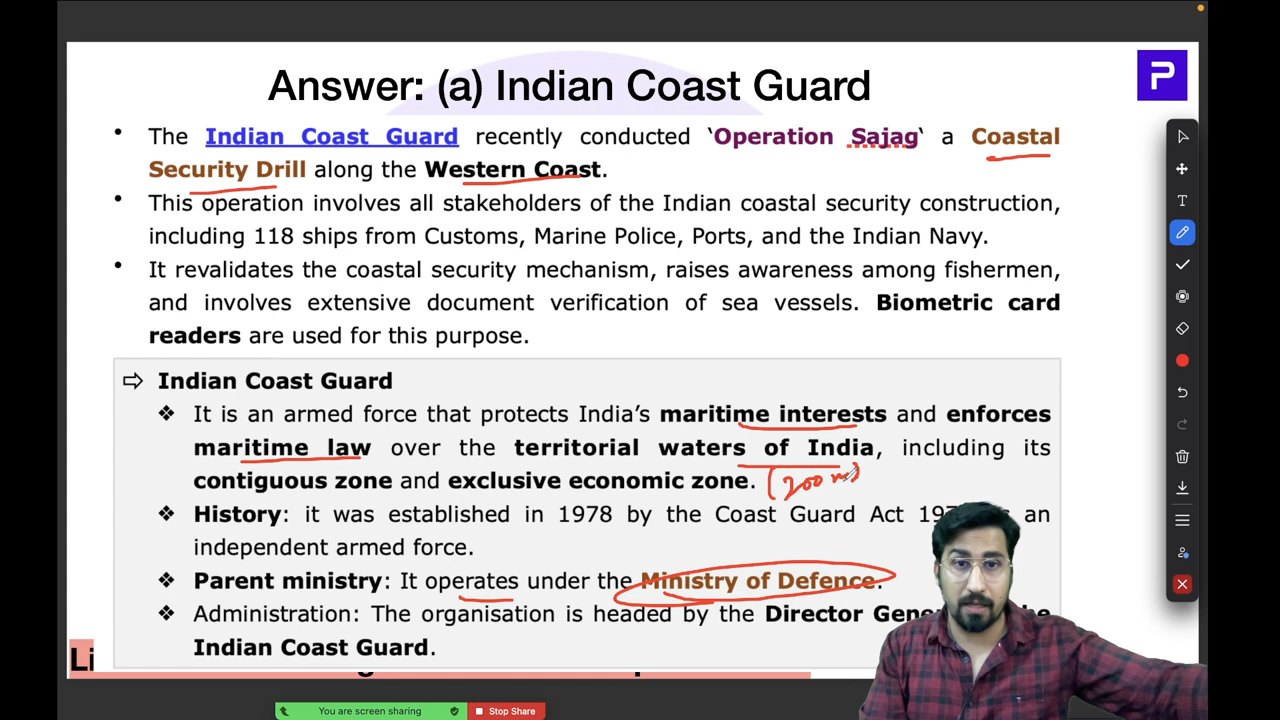 Answer: (a) Indian Coast Guard
P
• The Indian Coast Guard recently conducted ‘Operation Sajag‘ a Coastal
Security Drill along the Western Coast.
• This operation involves all stakeholders of the Indian coastal security construction,
including 118 ships from Customs, Marine Police, Ports, and the Indian Navy.
• It revalidates the coastal security mechanism, raises awareness among fishermen,
and involves extensive document verification of sea vessels. Biometric card
readers are used for this purpose.
⇨ Indian Coast Guard
❖ It is an armed force that protects India’s maritime interests and enforces
maritime law over the territorial waters of India, including its
contiguous zone and exclusive economic zone. (200
❖ History: it was established in 1978 by the Coast Guard Act an
independent armed force.
❖ Parent ministry: It operates under the Ministry of Defence.
❖ Administration: The organisation is headed by the Director
Indian Coast Guard.
T
You are screen sharing
Stop Share